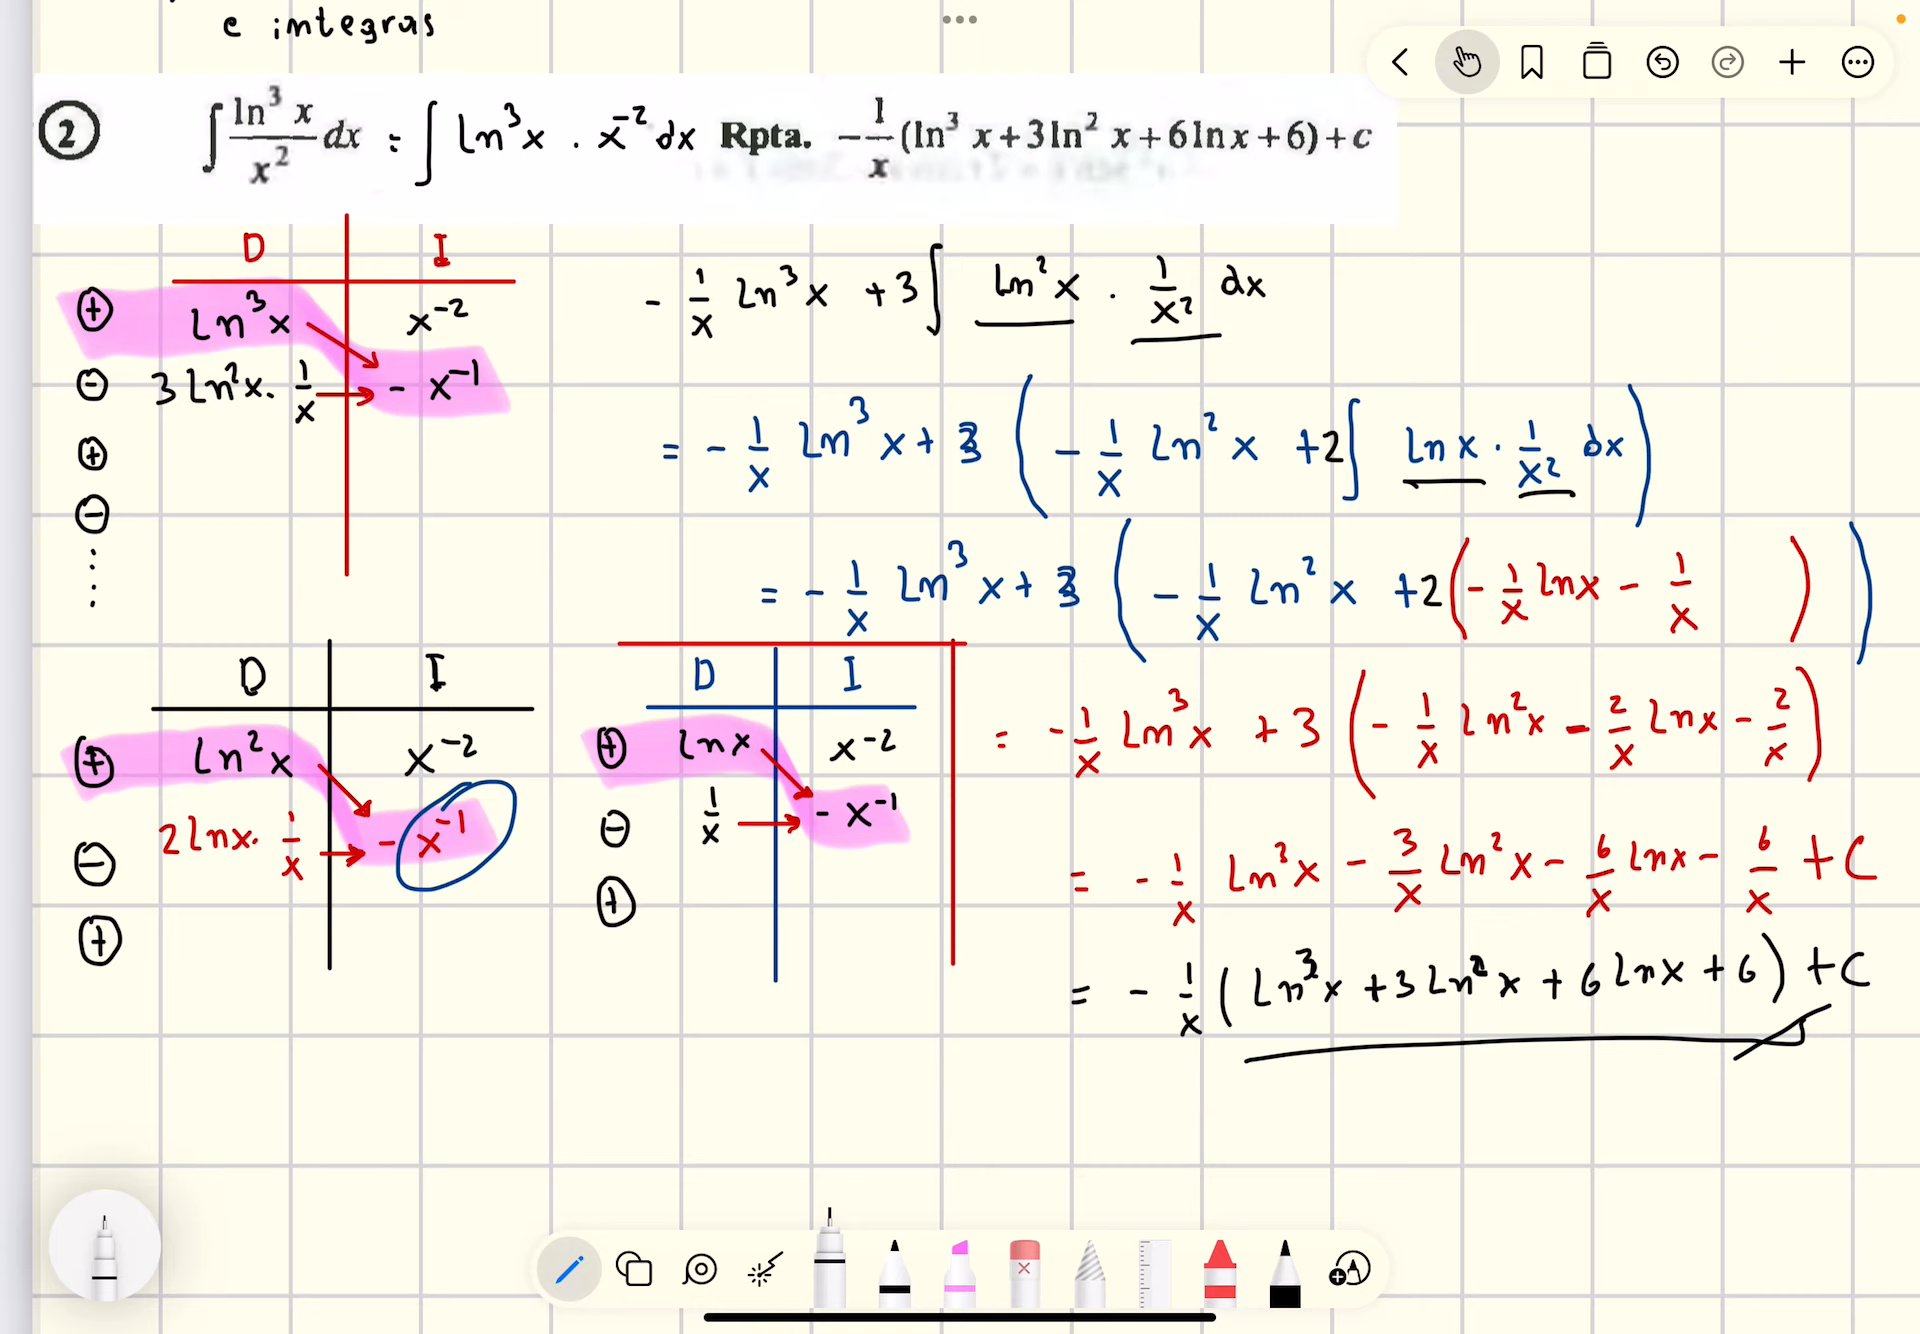 e integras
② ∫ ln³ x / x² dx = ∫ Ln³x . x⁻² dx Rpta. -1/x (ln³ x + 3ln² x + 6lnx + 6) + c
D | I
⊕ Ln³x | x⁻²
⊖ 3 Ln²x. 1/x → | - x⁻¹
⊕
⊖
⋮
- 1/x Ln³x + 3∫ Ln²x . 1/x² dx
= - 1/x Ln³x + 3 ( - 1/x Ln²x + 2∫ Lnx . 1/x² dx )
= - 1/x Ln³x + 3 ( - 1/x Ln²x + 2( - 1/x Lnx - 1/x ) )
D | I
⊕ Ln²x | x⁻²
⊖ 2Lnx. 1/x → | - x⁻¹
⊕
D | I
⊕ Lnx | x⁻²
⊖ 1/x → | - x⁻¹
⊕
= - 1/x Ln³x + 3 ( - 1/x Ln²x - 2/x Lnx - 2/x )
= - 1/x Ln³x - 3/x Ln²x - 6/x Lnx - 6/x + C
= - 1/x ( Ln³x + 3Ln²x + 6Lnx + 6 ) + C